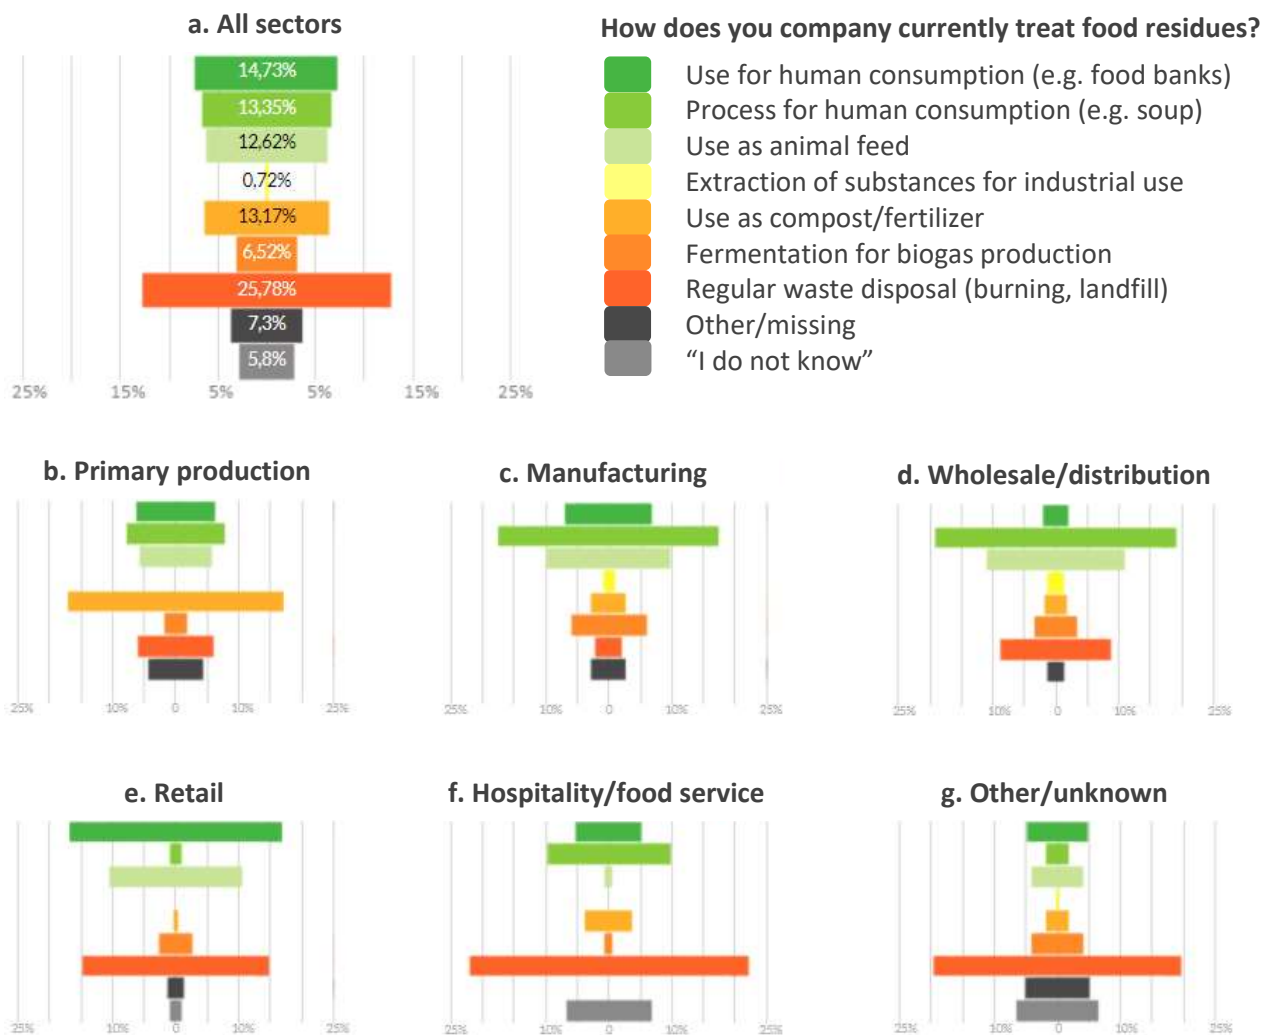 a. All sectors
14,73%
13,35%
12,62%
0,72%
13,17%
6,52%
25,78%
7,3%
5,8%
25% 15% 5% 5% 15% 25%
How does you company currently treat food residues?
Use for human consumption (e.g. food banks)
Process for human consumption (e.g. soup)
Use as animal feed
Extraction of substances for industrial use
Use as compost/fertilizer
Fermentation for biogas production
Regular waste disposal (burning, landfill)
Other/missing
“I do not know”
b. Primary production
25% 10% 0 10% 25%
c. Manufacturing
25% 10% 0 10% 25%
d. Wholesale/distribution
25% 10% 0 10% 25%
e. Retail
25% 10% 0 10% 25%
f. Hospitality/food service
25% 10% 0 10% 25%
g. Other/unknown
25% 10% 0 10% 25%